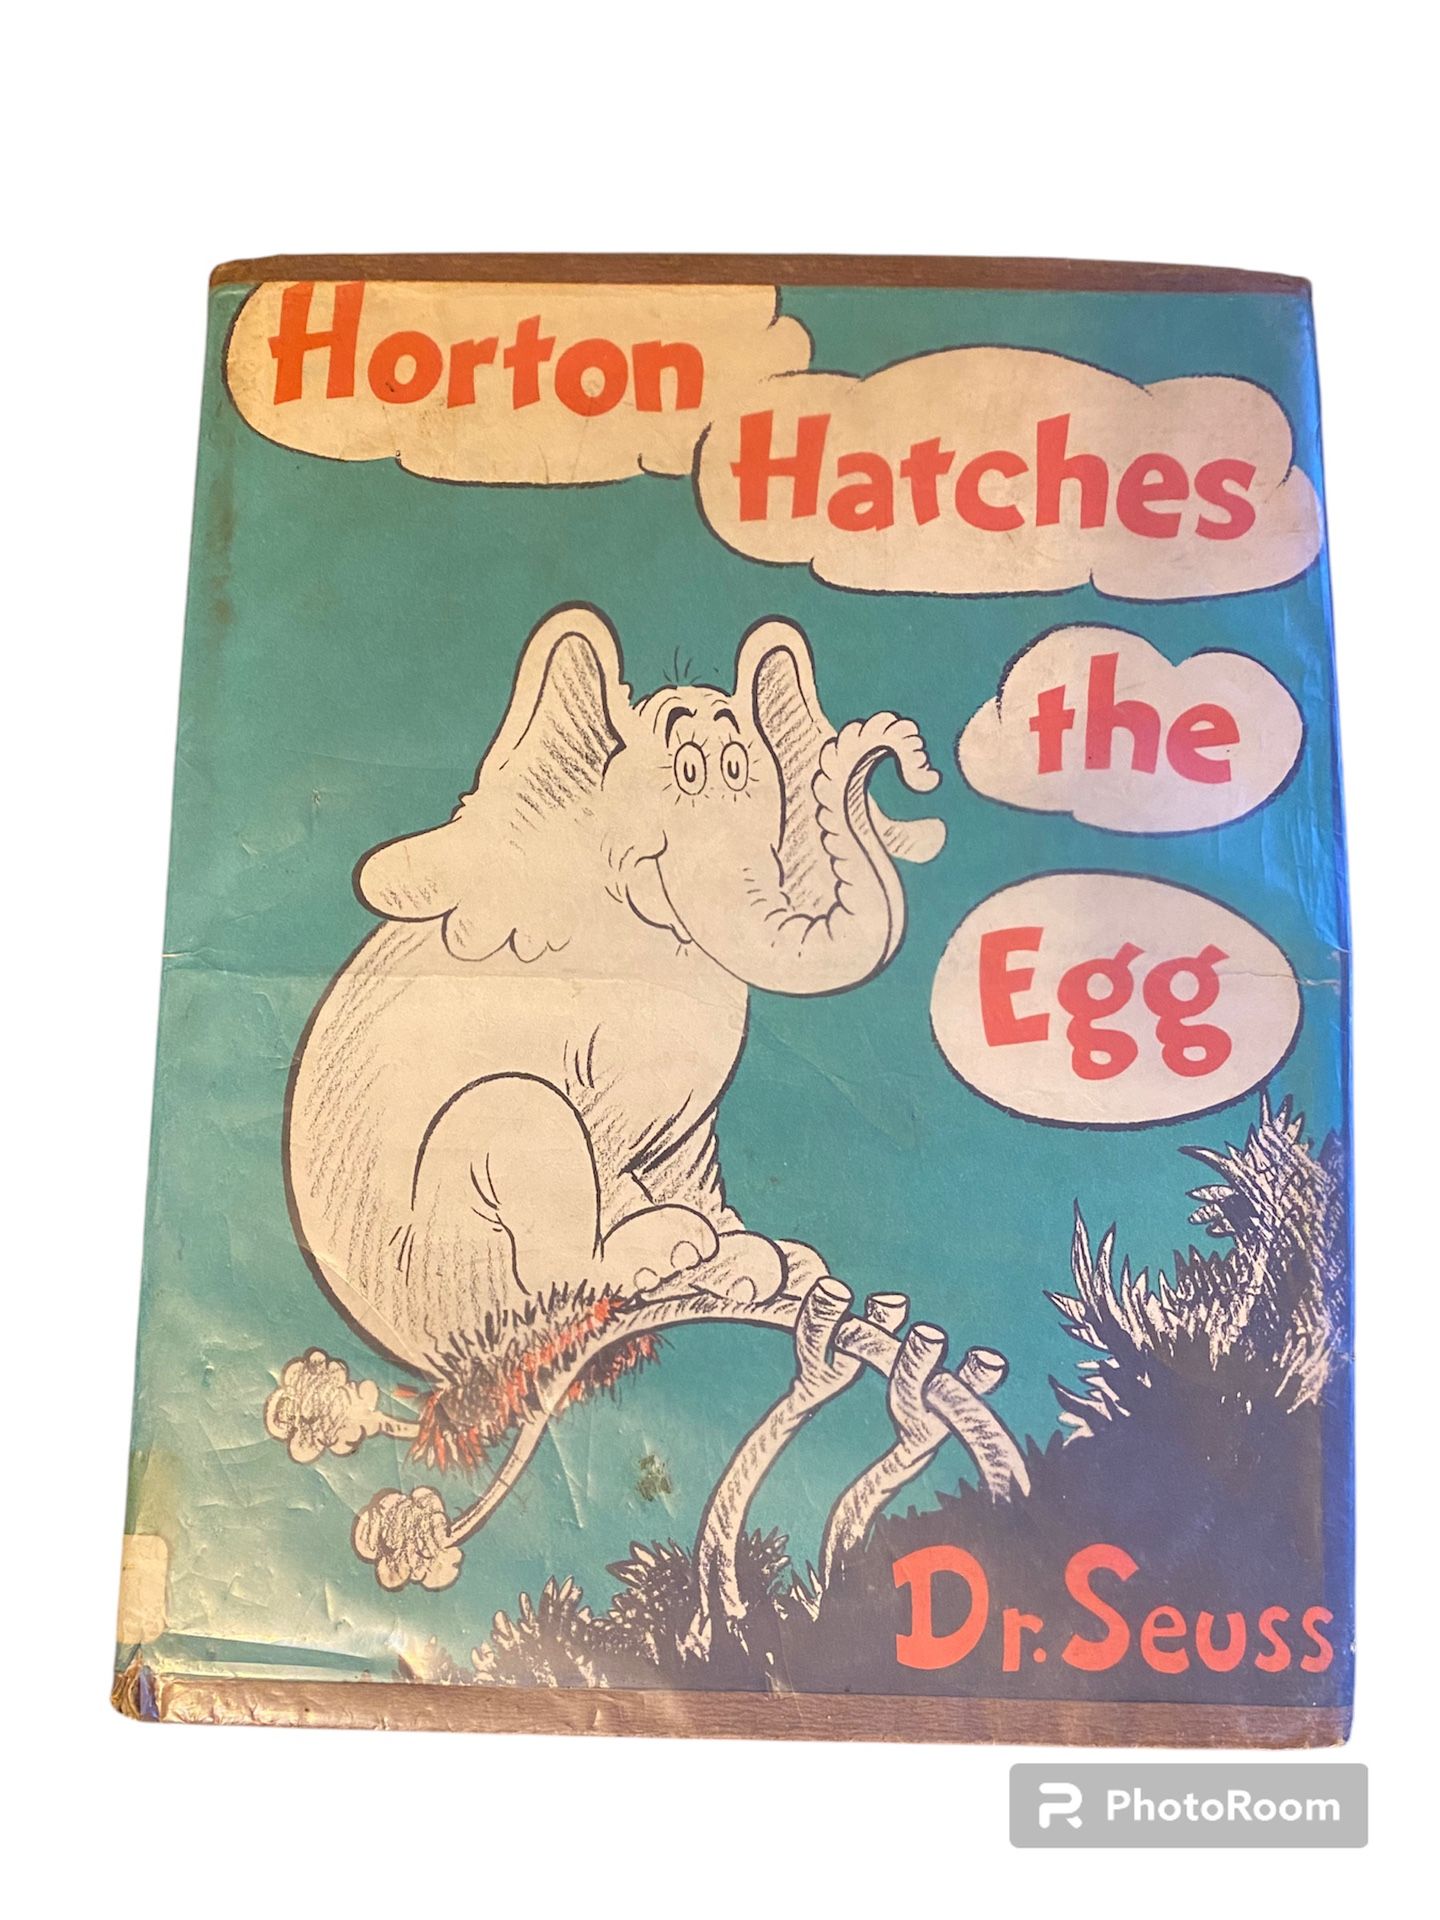 Horton
Hatches
the
Egg
Dr. Seuss
PhotoRoom